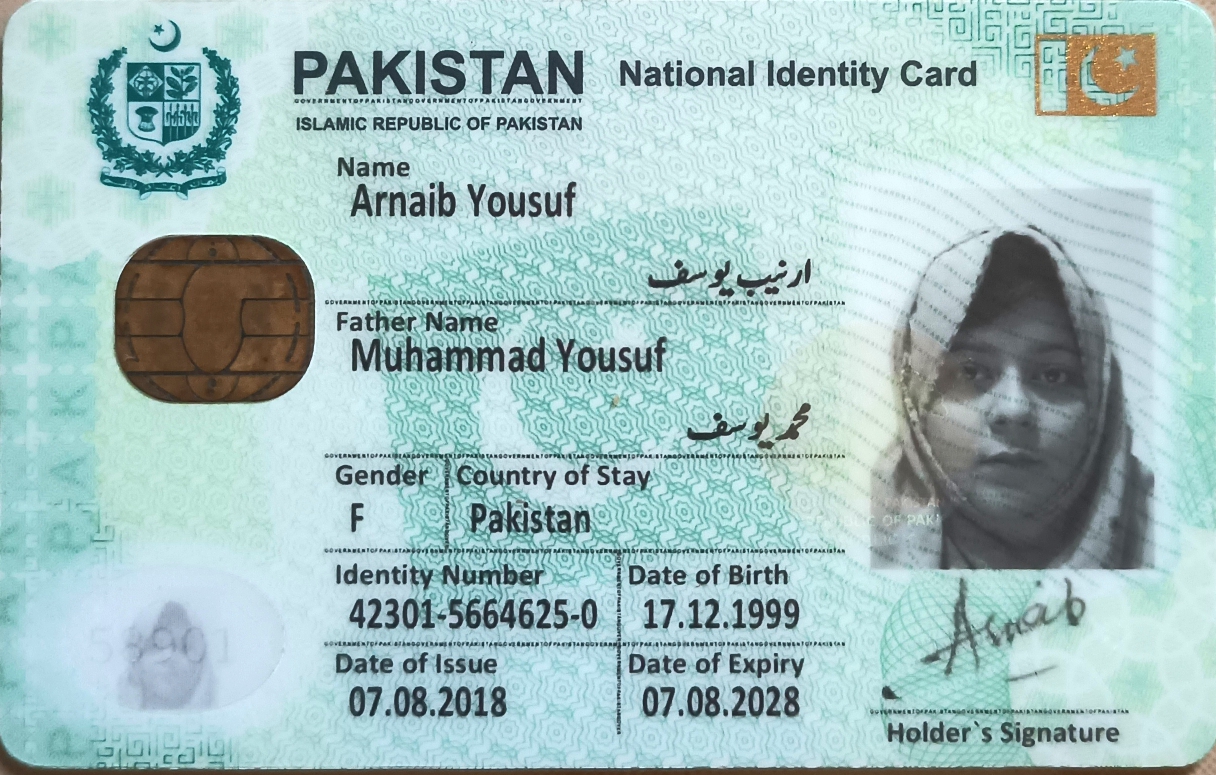 PAKISTAN National Identity Card
ISLAMIC REPUBLIC OF PAKISTAN
Name
Arnaib Yousuf
ارنیب یوسف
Father Name
Muhammad Yousuf
محمد یوسف
Gender Country of Stay
F Pakistan
Identity Number Date of Birth
42301-5664625-0 17.12.1999
Date of Issue Date of Expiry
07.08.2018 07.08.2028
Arnaib
Holder`s Signature